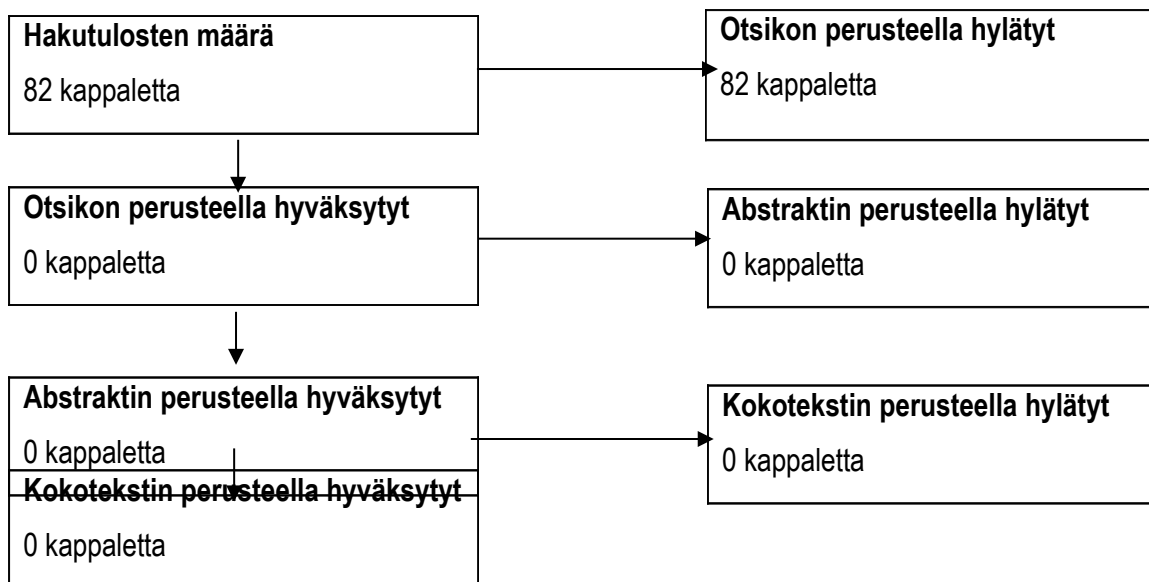 Hakutulosten määrä
82 kappaletta
Otsikon perusteella hylätyt
82 kappaletta
Otsikon perusteella hyväksytyt
0 kappaletta
Abstraktin perusteella hylätyt
0 kappaletta
Abstraktin perusteella hyväksytyt
0 kappaletta
Kokotekstin perusteella hylätyt
0 kappaletta
Kokotekstin perusteella hyväksytyt
0 kappaletta